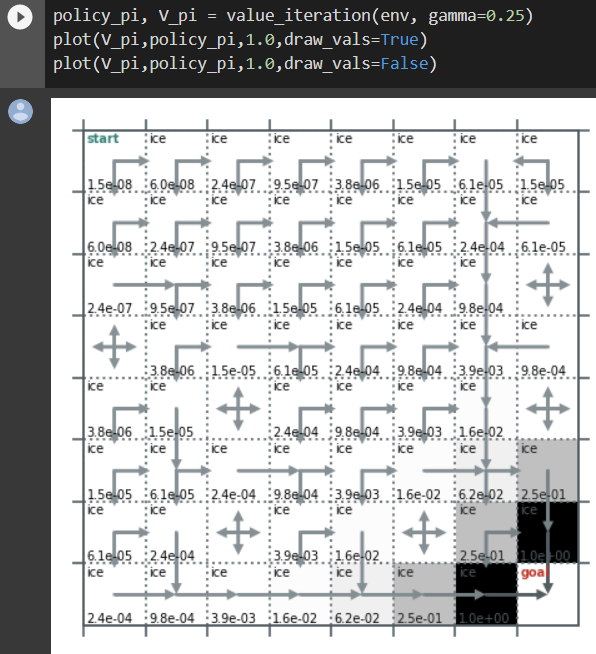 policy_pi, V_pi = value_iteration(env, gamma=0.25)
plot(V_pi,policy_pi,1.0,draw_vals=True)
plot(V_pi,policy_pi,1.0,draw_vals=False)
start ice ice ice ice ice ice ice
1.5e-08 6.0e-08 2.4e-07 9.5e-07 3.8e-06 1.5e-05 6.1e-05 1.5e-05
ice ice ice ice ice ice ice ice
6.0e-08 2.4e-07 9.5e-07 3.8e-06 1.5e-05 6.1e-05 2.4e-04 6.1e-05
ice ice ice ice ice ice ice
2.4e-07 9.5e-07 3.8e-06 1.5e-05 6.1e-05 2.4e-04 9.8e-04
ice ice ice ice ice ice ice
3.8e-06 1.5e-05 6.1e-05 2.4e-04 9.8e-04 3.9e-03 9.8e-04
ice ice ice ice ice ice
3.8e-06 1.5e-05 2.4e-04 9.8e-04 3.9e-03 1.6e-02
ice ice ice ice ice ice ice ice
1.5e-05 6.1e-05 2.4e-04 9.8e-04 3.9e-03 1.6e-02 6.2e-02 2.5e-01
ice ice ice ice ice ice
6.1e-05 2.4e-04 3.9e-03 1.6e-02 2.5e-01 1.0e+00
ice ice ice ice ice ice ice goal
2.4e-04 9.8e-04 3.9e-03 1.6e-02 6.2e-02 2.5e-01 1.0e+00